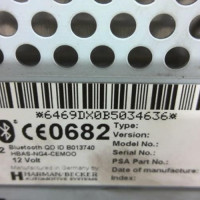 *6469DX0B5034636*
CE0682
Type:
Model No.:
Version:
Serial No.:
Bluetooth QD ID B013740
HBAS-NG4-CEMOO
PSA Part No.:
12 Volt
Date of manufacture:
Manufactured in Germany by
HARMAN/BECKER
Index: